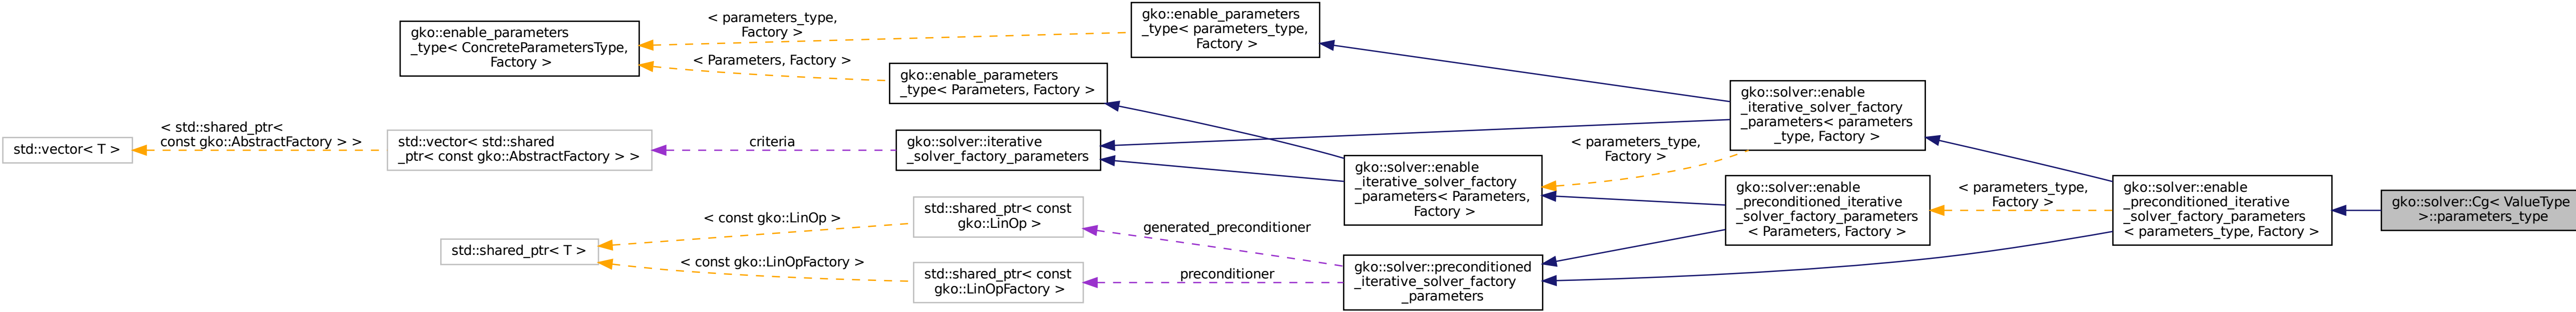 std::vector< T >
< std::shared_ptr<
const gko::AbstractFactory > >
gko::enable_parameters
_type< ConcreteParametersType,
Factory >
std::vector< std::shared
_ptr< const gko::AbstractFactory > >
std::shared_ptr< T >
< parameters_type,
Factory >
< Parameters, Factory >
criteria
< const gko::LinOp >
< const gko::LinOpFactory >
gko::enable_parameters
_type< Parameters, Factory >
gko::solver::iterative
_solver_factory_parameters
std::shared_ptr< const
gko::LinOp >
std::shared_ptr< const
gko::LinOpFactory >
gko::enable_parameters
_type< parameters_type,
Factory >
generated_preconditioner
preconditioner
gko::solver::enable
_iterative_solver_factory
_parameters< Parameters,
Factory >
gko::solver::preconditioned
_iterative_solver_factory
_parameters
< parameters_type,
Factory >
gko::solver::enable
_iterative_solver_factory
_parameters< parameters
_type, Factory >
gko::solver::enable
_preconditioned_iterative
_solver_factory_parameters
< Parameters, Factory >
< parameters_type,
Factory >
gko::solver::enable
_preconditioned_iterative
_solver_factory_parameters
< parameters_type, Factory >
gko::solver::Cg< ValueType
>::parameters_type